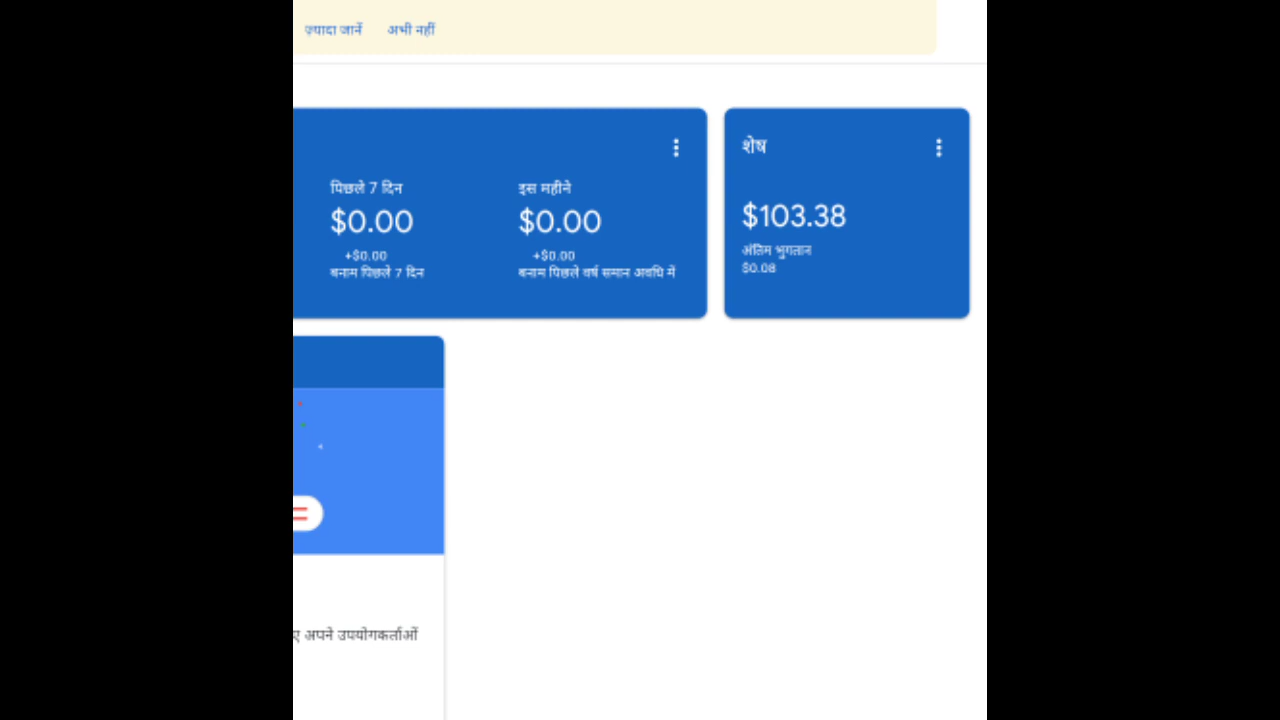 ज़्यादा जानें अभी नहीं
पिछले 7 दिन
$0.00
+$0.00
बनाम पिछले 7 दिन
इस महीने
$0.00
+$0.00
बनाम पिछले वर्ष समान अवधि में
शेष
$103.38
अंतिम भुगतान
$0.08
ए अपने उपयोगकर्ताओं